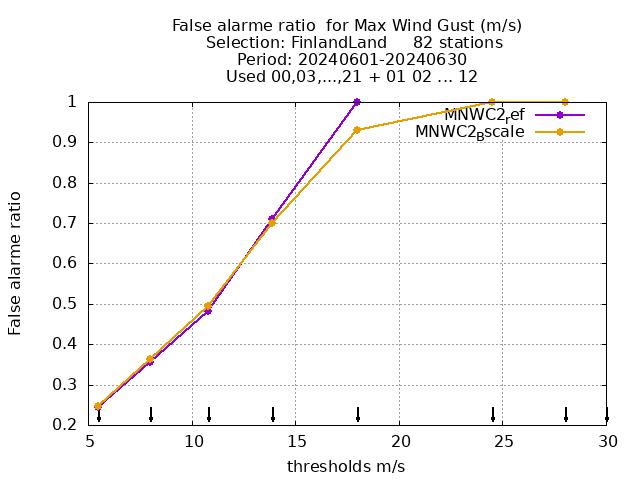 False alarme ratio  for Max Wind Gust (m/s)
Selection: FinlandLand     82 stations
Period: 20240601-20240630
Used 00,03,...,21 + 01 02 ... 12
MNWC2ref
MNWC2Bscale
1
0.9
0.8
0.7
0.6
0.5
0.4
0.3
0.2
False alarme ratio
5 10 15 20 25 30
thresholds m/s